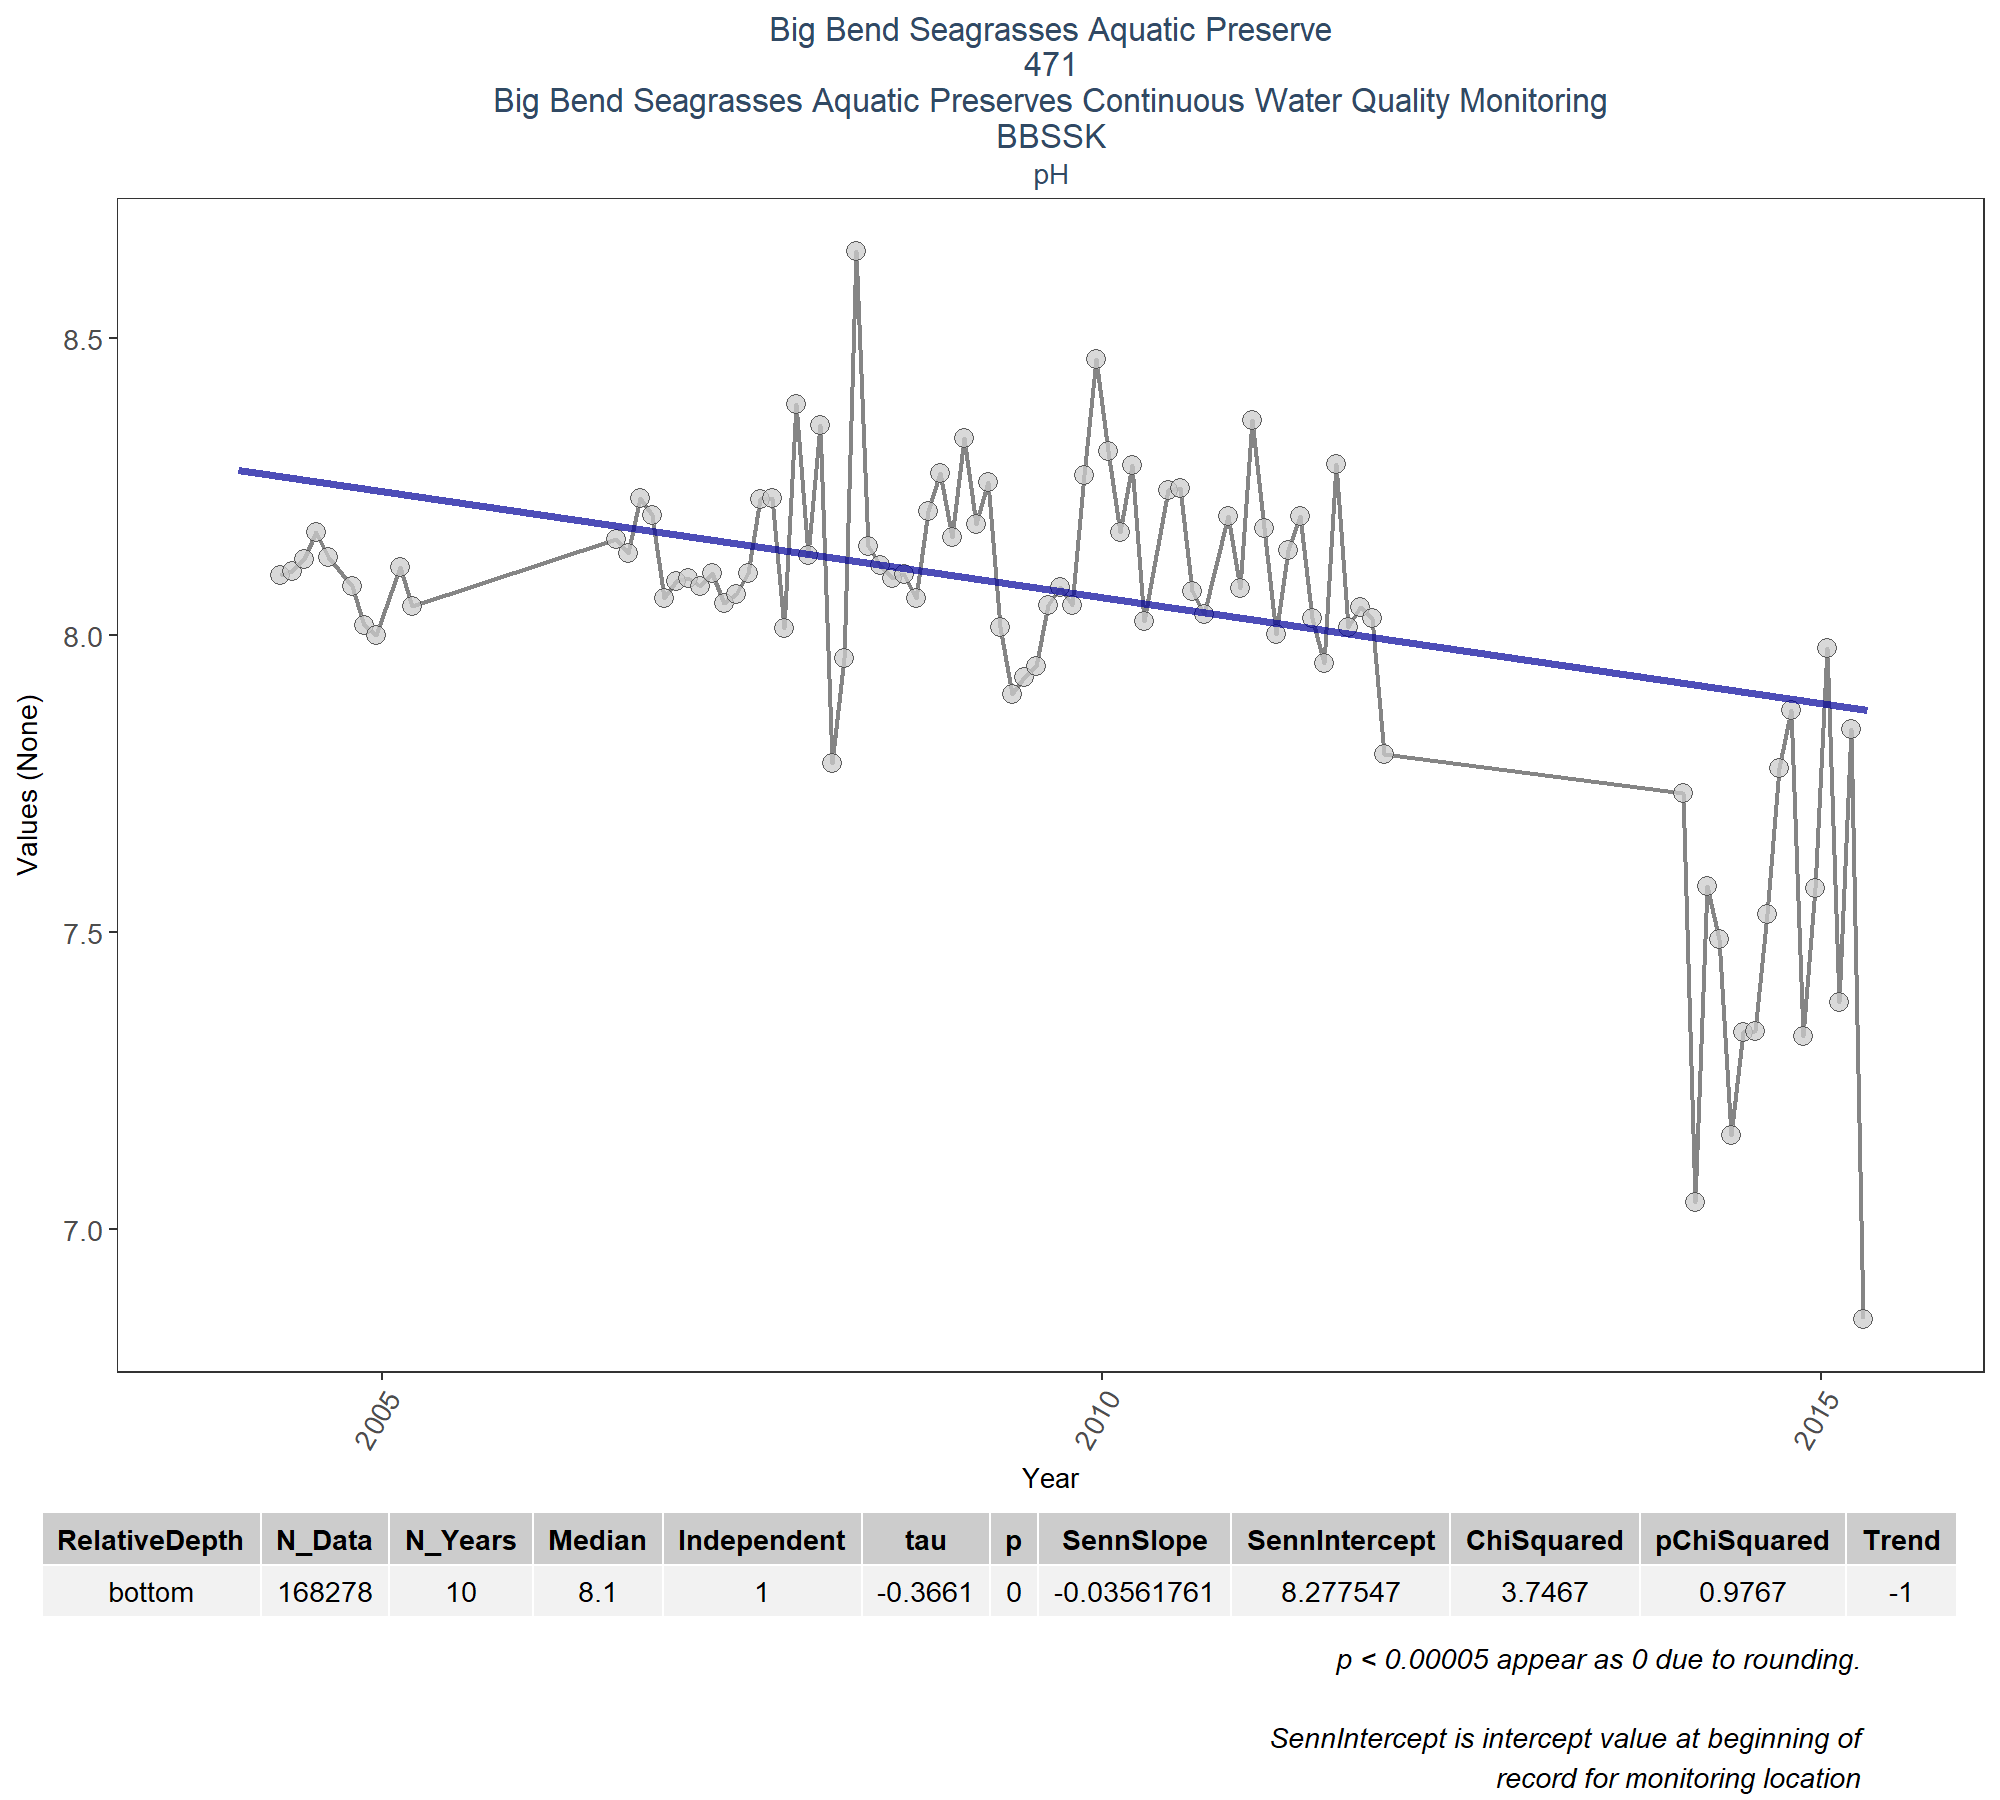 Big Bend Seagrasses Aquatic Preserve
471
Big Bend Seagrasses Aquatic Preserves Continuous Water Quality Monitoring
BBSSK
pH
8.5
8.0
7.5
7.0
Values (None)
2005
2010
2015
Year
RelativeDepth N_Data N_Years Median Independent tau p SennSlope SennIntercept ChiSquared pChiSquared Trend
bottom 168278 10 8.1 1 -0.3661 0 -0.03561761 8.277547 3.7467 0.9767 -1
p < 0.00005 appear as 0 due to rounding.
SennIntercept is intercept value at beginning of
record for monitoring location